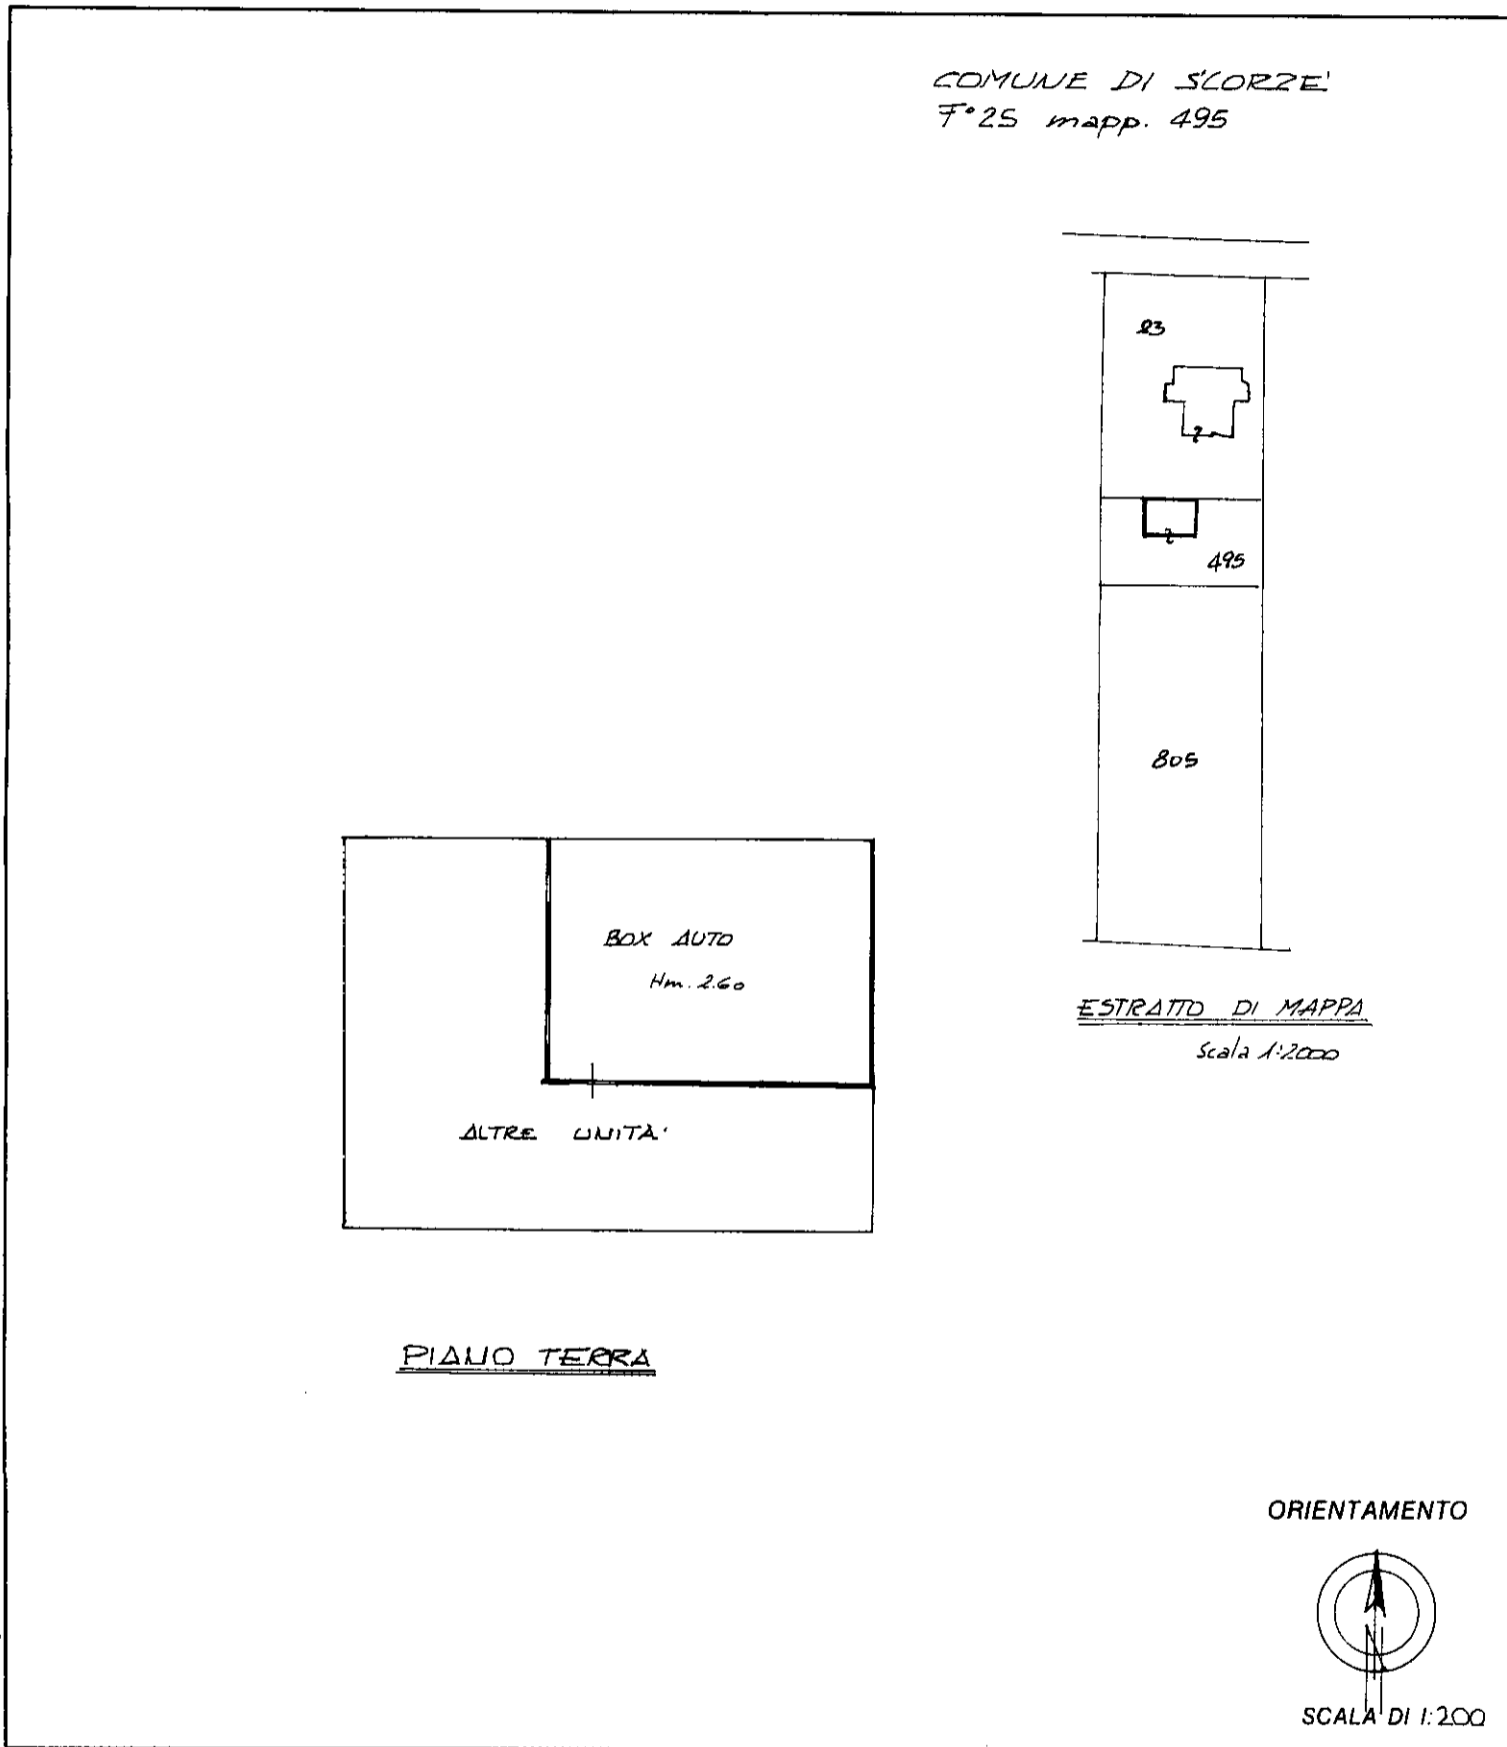 COMUNE DI SCORZE'
F° 25 mapp. 495
83
495
805
BOX AUTO
Hm. 2.60
ESTRATTO DI MAPPA
Scala 1:2000
ALTRE UNITA'
PIANO TERRA
ORIENTAMENTO
N
SCALA DI 1:200